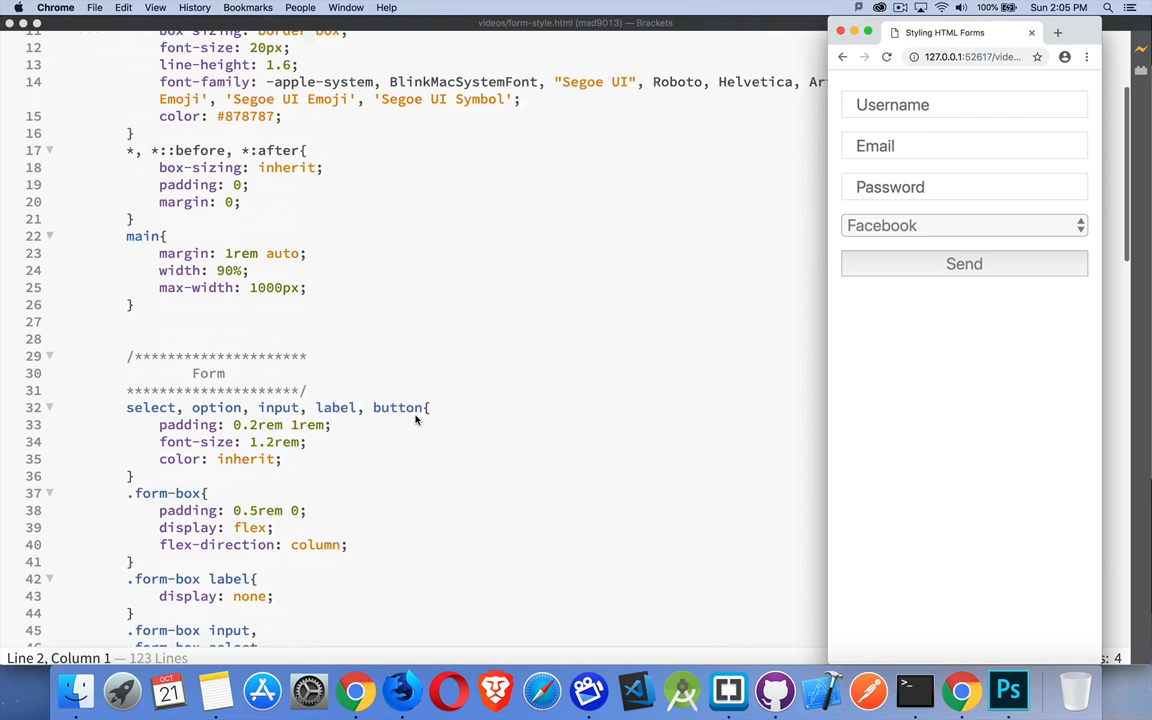 Chrome File Edit View History Bookmarks People Window Help 100% Sun 2:05 PM
videos/form-style.html (mad9013) — Brackets
Styling HTML Forms
127.0.0.1:52617/vide...
11 box-sizing: border-box;
12 font-size: 20px;
13 line-height: 1.6;
14 font-family: -apple-system, BlinkMacSystemFont, "Segoe UI", Roboto, Helvetica, Ar
Emoji', 'Segoe UI Emoji', 'Segoe UI Symbol';
15 color: #878787;
16 }
17 *, *::before, *:after{
18 box-sizing: inherit;
19 padding: 0;
20 margin: 0;
21 }
22 main{
23 margin: 1rem auto;
24 width: 90%;
25 max-width: 1000px;
26 }
27
28
29 /*********************
30 Form
31 *********************/
32 select, option, input, label, button{
33 padding: 0.2rem 1rem;
34 font-size: 1.2rem;
35 color: inherit;
36 }
37 .form-box{
38 padding: 0.5rem 0;
39 display: flex;
40 flex-direction: column;
41 }
42 .form-box label{
43 display: none;
44 }
45 .form-box input,
46 .form-box select
Username
Email
Password
Facebook
Send
Line 2, Column 1 — 123 Lines
s: 4
OCT
21
Ps